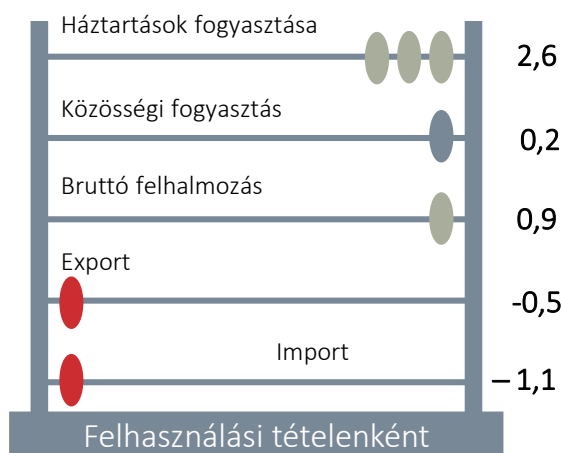 Háztartások fogyasztása
2,6
Közösségi fogyasztás
0,2
Bruttó felhalmozás
0,9
Export
-0,5
Import
– 1,1
Felhasználási tételenként